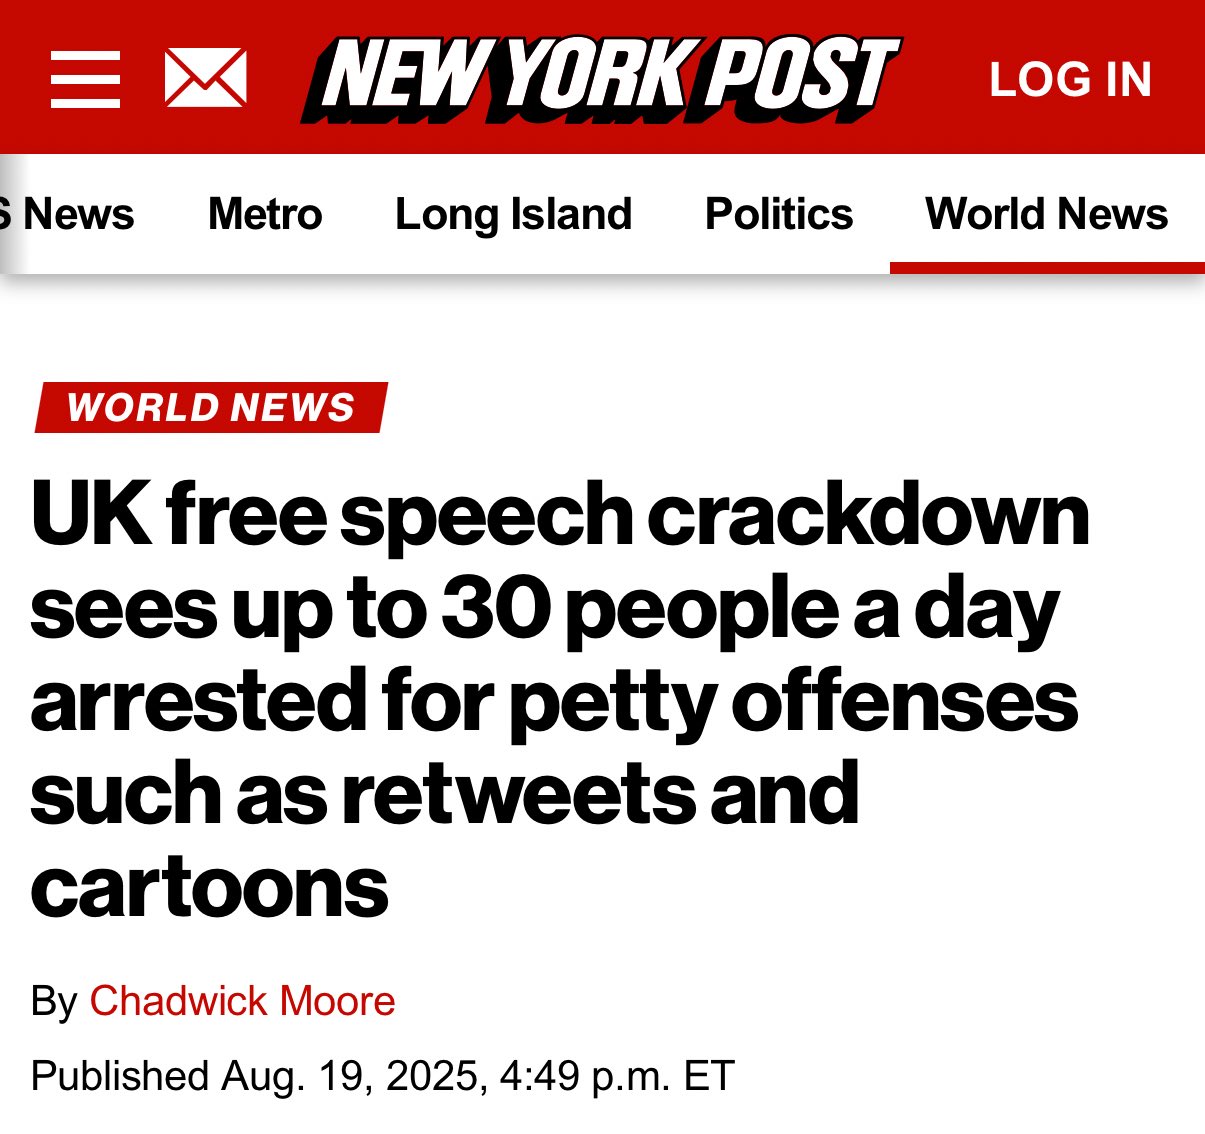 NEW YORK POST
LOG IN
S News Metro Long Island Politics World News
WORLD NEWS
UK free speech crackdown
sees up to 30 people a day
arrested for petty offenses
such as retweets and
cartoons
By Chadwick Moore
Published Aug. 19, 2025, 4:49 p.m. ET